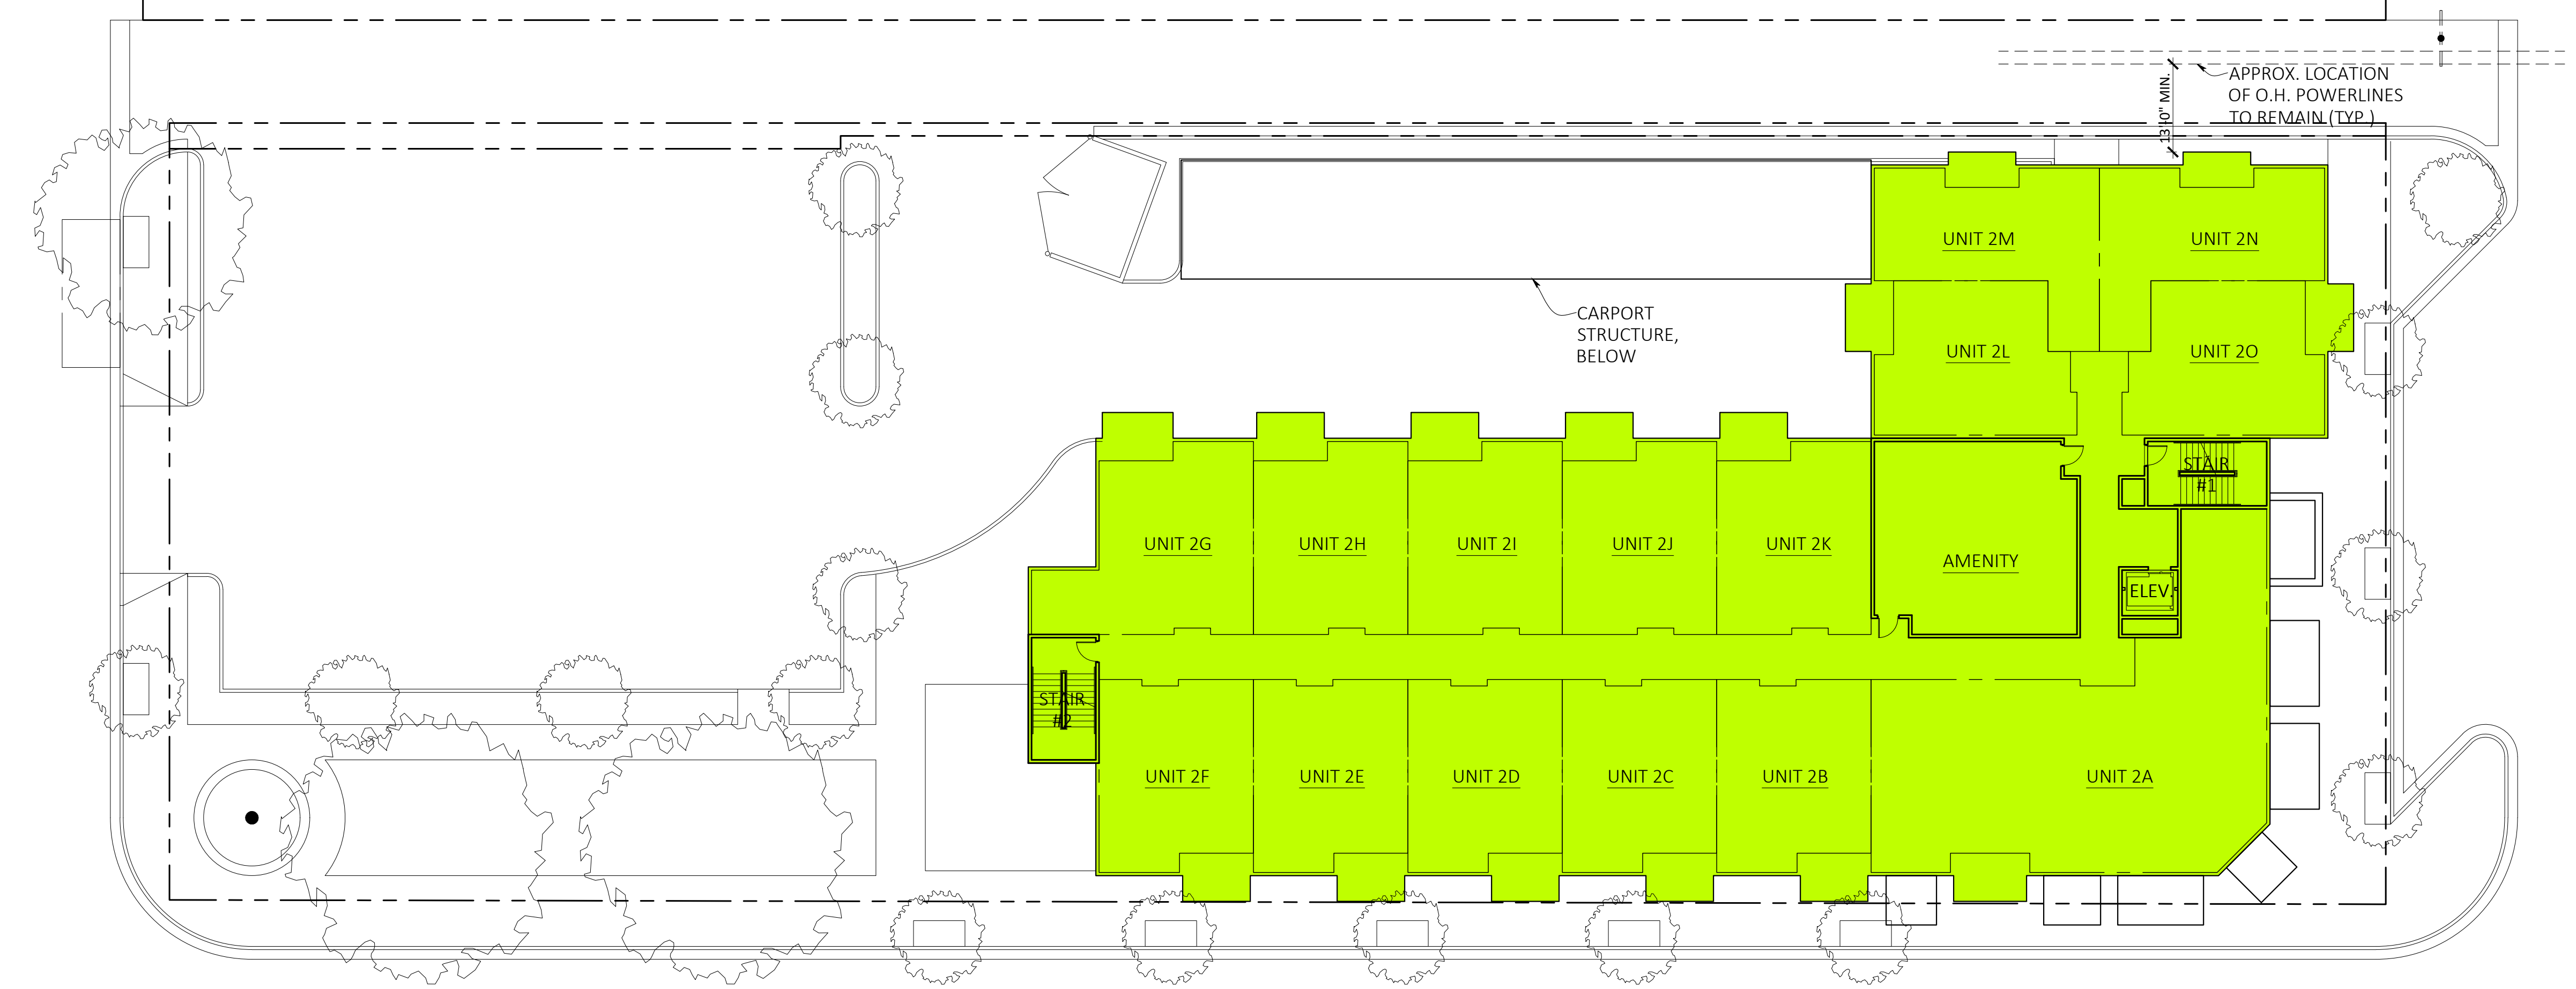 APPROX. LOCATION
OF O.H. POWERLINES
TO REMAIN (TYP.)
13'-0" MIN.
UNIT 2M
UNIT 2N
CARPORT
STRUCTURE,
BELOW
UNIT 2L
UNIT 2O
STAIR
#1
UNIT 2G
UNIT 2H
UNIT 2I
UNIT 2J
UNIT 2K
AMENITY
ELEV.
STAIR
#2
UNIT 2F
UNIT 2E
UNIT 2D
UNIT 2C
UNIT 2B
UNIT 2A